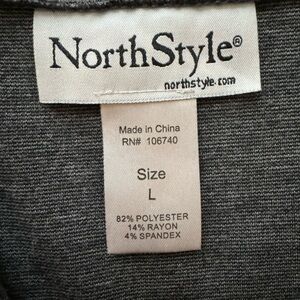 NorthStyle®
northstyle.com
Made in China
RN# 106740
Size
L
82% POLYESTER
14% RAYON
4% SPANDEX